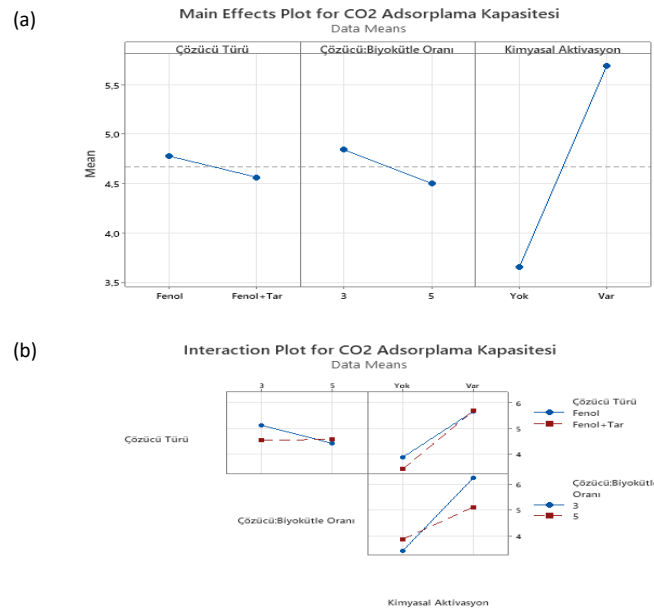 (a)
Main Effects Plot for CO2 Adsorplama Kapasitesi
Data Means
Çözücü Türü Çözücü:Biyokütle Oranı Kimyasal Aktivasyon
5,5
5,0
4,5
4,0
3,5
Mean
Fenol Fenol+Tar 3 5 Yok Var
(b)
Interaction Plot for CO2 Adsorplama Kapasitesi
Data Means
3 5 Yok Var
Çözücü Türü
6
5
4
Çözücü Türü
Fenol
Fenol+Tar
Çözücü:Biyokütle Oranı
6
5
4
Çözücü:Biyokütle
Oranı
3
5
Kimyasal Aktivasyon